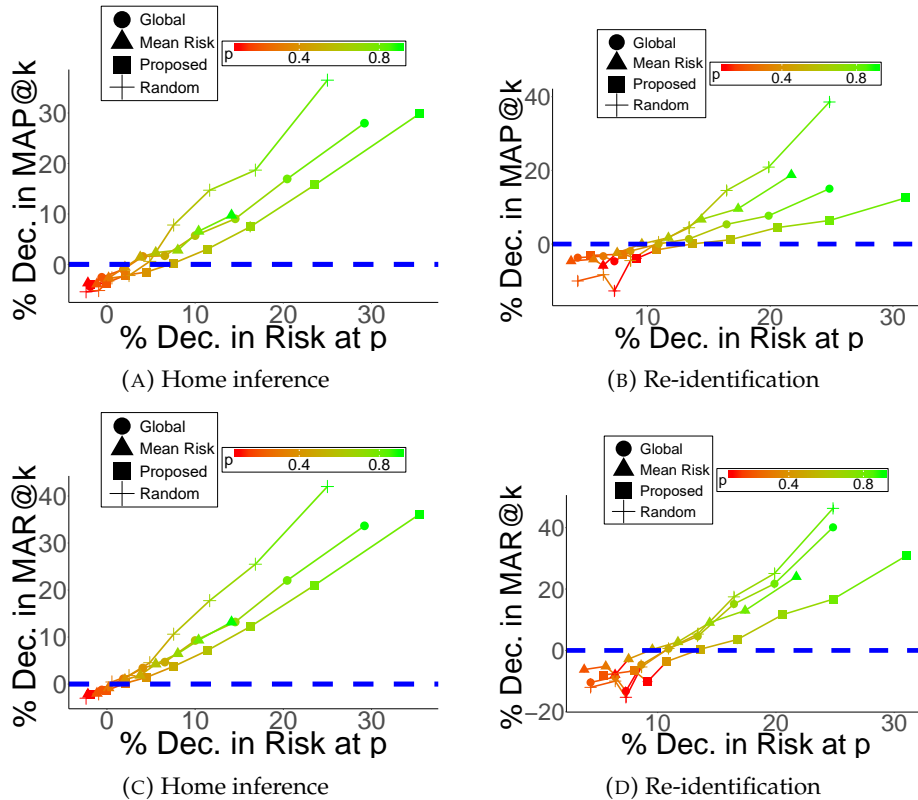 Global
Mean Risk
Proposed
Random
p 0.4 0.8
% Dec. in MAP@k
30
20
10
0
0 10 20 30
% Dec. in Risk at p
(A) Home inference
Global
Mean Risk
Proposed
Random
p 0.4 0.8
% Dec. in MAP@k
40
20
0
10 20 30
% Dec. in Risk at p
(B) Re-identification
Global
Mean Risk
Proposed
Random
p 0.4 0.8
% Dec. in MAR@k
40
30
20
10
0
0 10 20 30
% Dec. in Risk at p
(C) Home inference
Global
Mean Risk
Proposed
Random
p 0.4 0.8
% Dec. in MAR@k
40
20
0
−20
10 20 30
% Dec. in Risk at p
(D) Re-identification